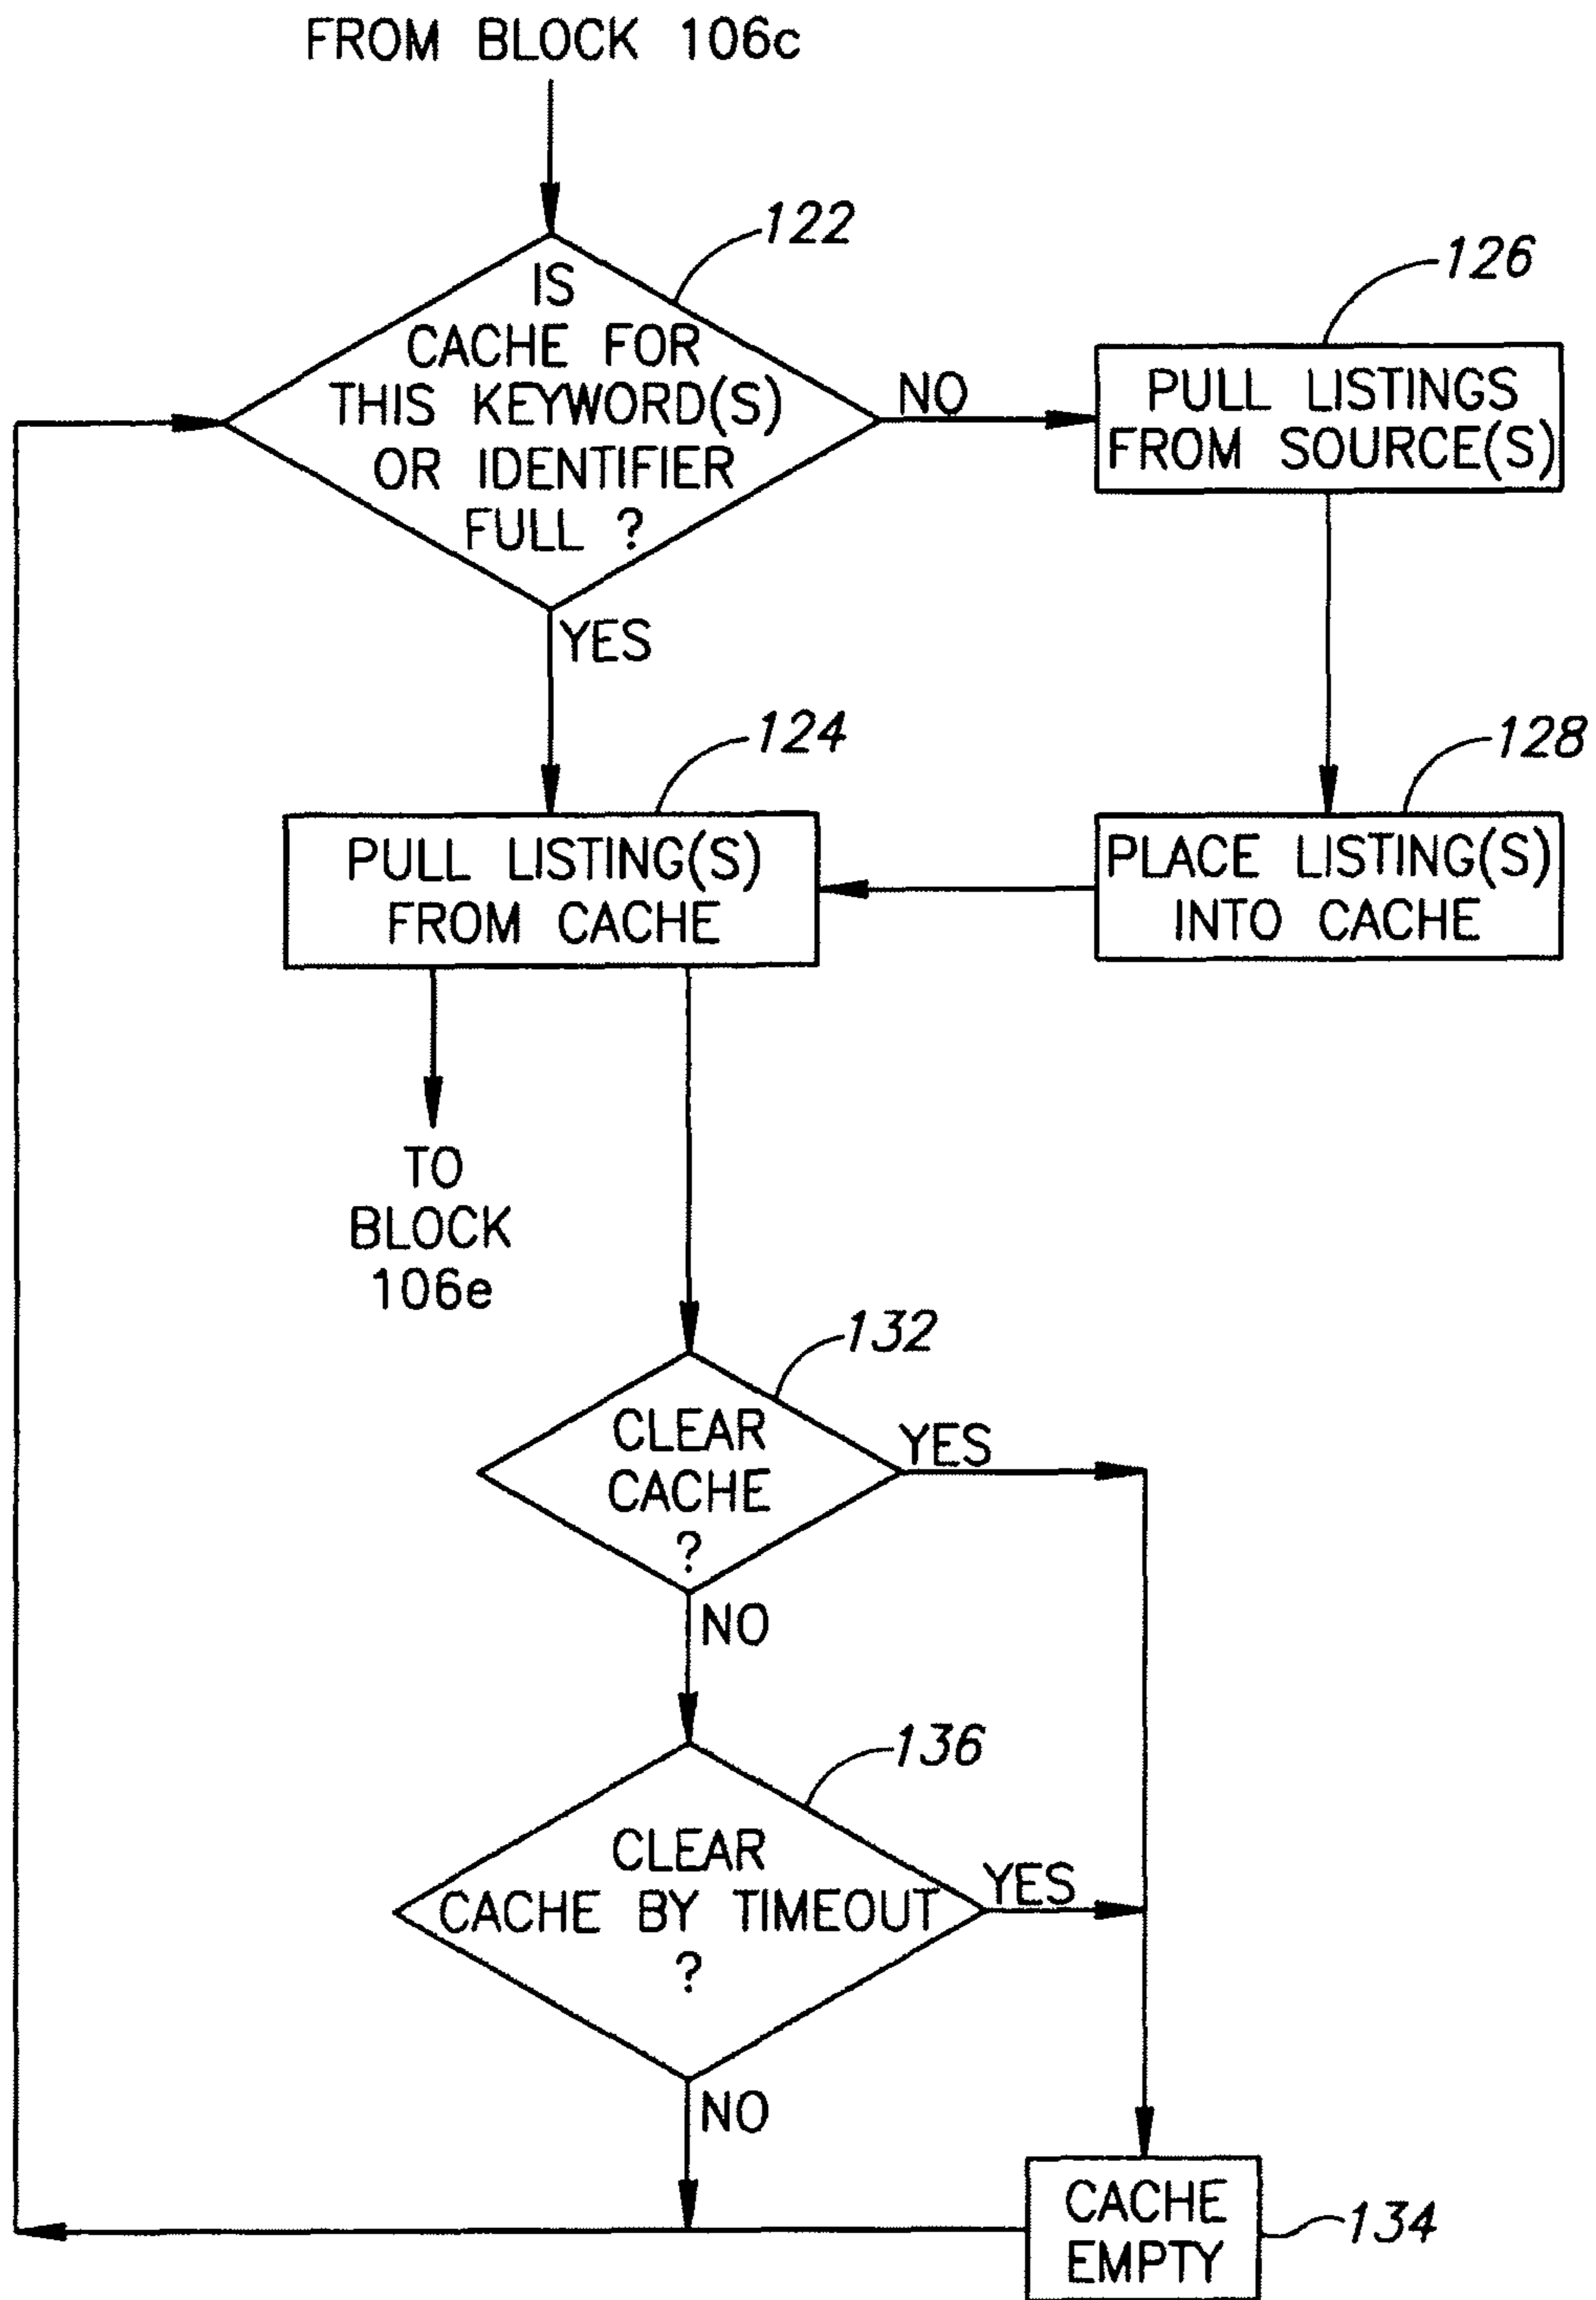 FROM BLOCK 106c
122
IS
CACHE FOR
THIS KEYWORD(S)
OR IDENTIFIER
FULL ?
NO
126
PULL LISTINGS
FROM SOURCE(S)
YES
124
PULL LISTING(S)
FROM CACHE
128
PLACE LISTING(S)
INTO CACHE
TO
BLOCK
106e
132
CLEAR
CACHE
?
YES
NO
136
CLEAR
CACHE BY TIMEOUT
?
YES
NO
CACHE
EMPTY
134